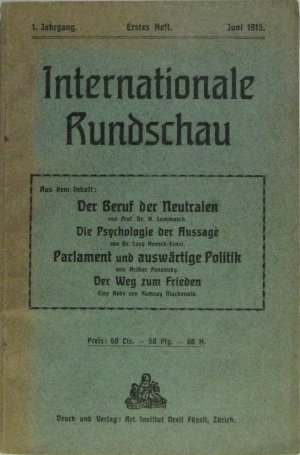 1. Jahrgang. Erstes Heft. Juni 1915.
Internationale
Rundschau
Aus dem Inhalt:
Der Beruf der Neutralen
von Prof. Dr. H. Lammasch.
Die Psychologie der Aussage
von Dr. Lucy Hoesch-Ernst.
Parlament und auswärtige Politik
von Arthur Ponsonby.
Der Weg zum Frieden
Eine Rede von Ramsay
Preis: 60 Cts. – 50 Pfg. – 60 H.
Druck und Verlag: Art. Institut Orell Füssli, Zürich.